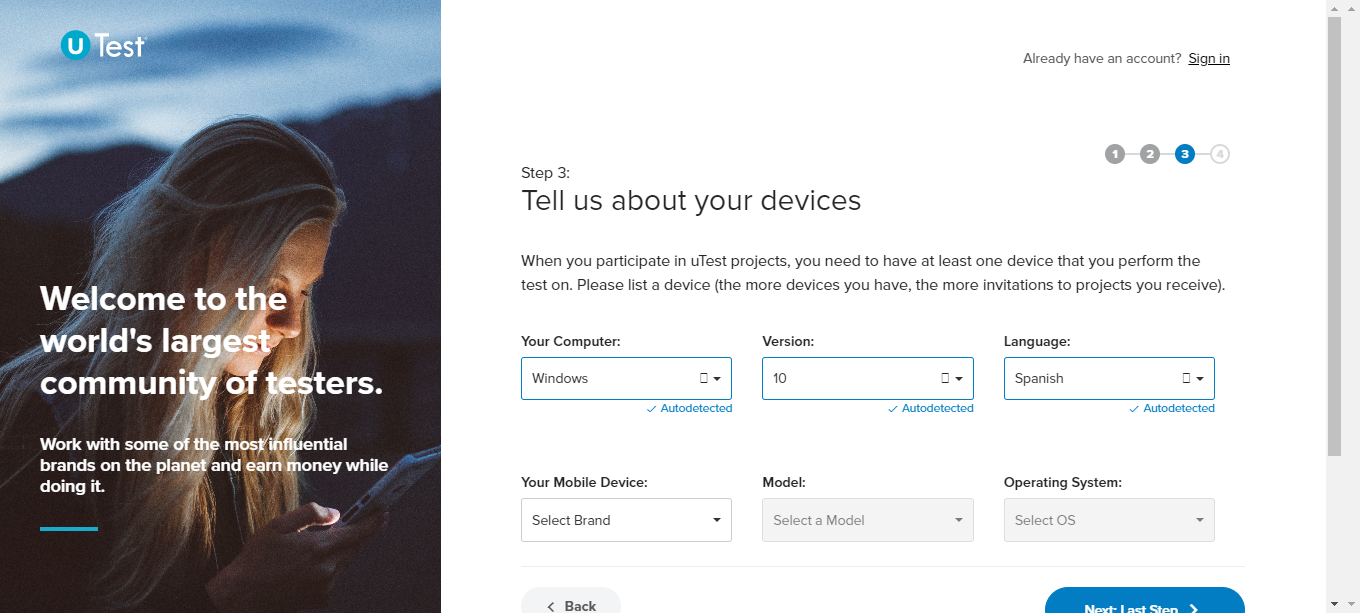 U Test
Already have an account? Sign in
1 2 3 4
Step 3:
Tell us about your devices
When you participate in uTest projects, you need to have at least one device that you perform the
test on. Please list a device (the more devices you have, the more invitations to projects you receive).
Welcome to the
world's largest
community of testers.
Work with some of the most influential
brands on the planet and earn money while
doing it.
Your Computer: Version: Language:
Windows 10 Spanish
Autodetected Autodetected Autodetected
Your Mobile Device: Model: Operating System:
Select Brand Select a Model Select OS
Back Next: Last Step